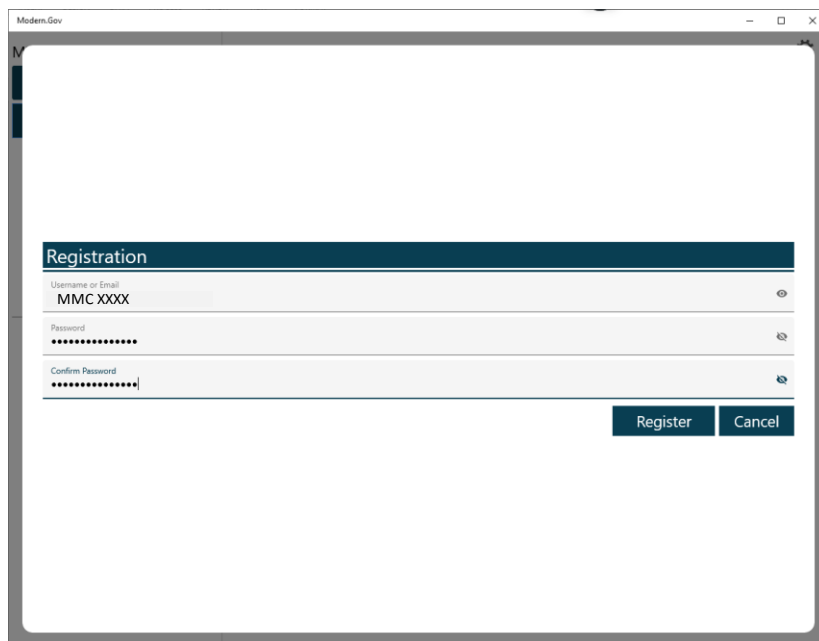 Modern.Gov
M
Registration
Username or Email
MMC XXXX
Password
•••••••••••••••
Confirm Password
•••••••••••••••
Register Cancel